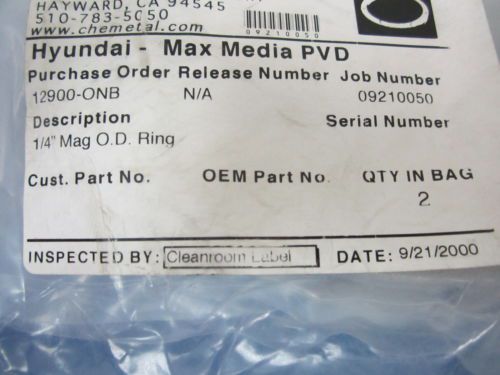 HAYWARD, CA 94545
510-783-5050
www.chemetal.com
09210050
Hyundai - Max Media PVD
Purchase Order Release Number Job Number
12900-ONB N/A 09210050
Description Serial Number
1/4" Mag O.D. Ring
Cust. Part No. OEM Part No. QTY IN BAG
2
INSPECTED BY: Cleanroom Label DATE: 9/21/2000